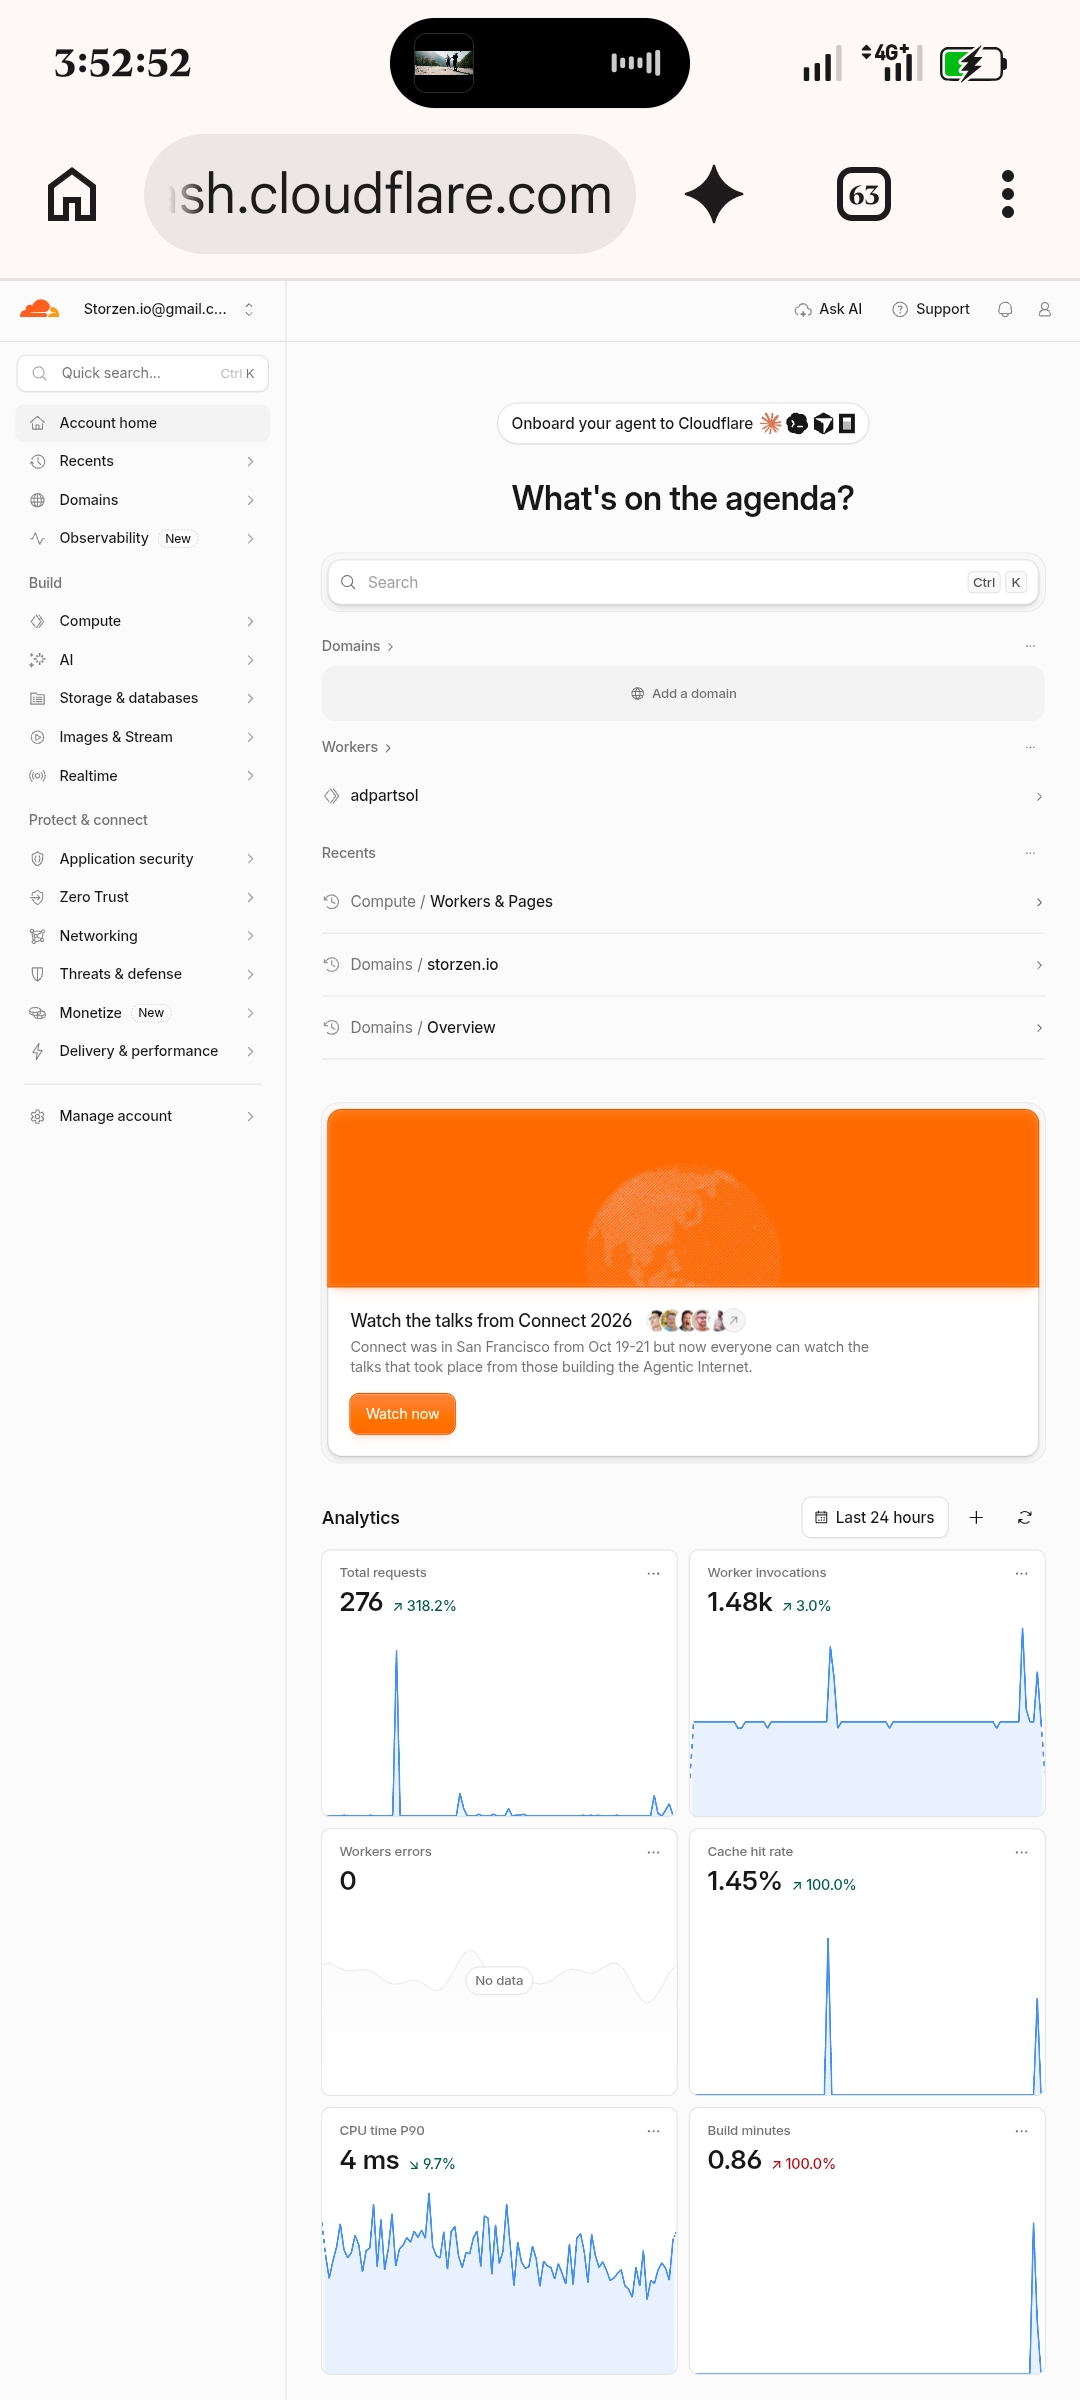 3:52:52
4G+
sh.cloudflare.com
63
Storzen.io@gmail.c...
Ask AI
Support
Quick search...
Ctrl K
Account home
Recents
Domains
Observability New
Build
Compute
AI
Storage & databases
Images & Stream
Realtime
Protect & connect
Application security
Zero Trust
Networking
Threats & defense
Monetize New
Delivery & performance
Manage account
Onboard your agent to Cloudflare
What's on the agenda?
Search
Ctrl K
Domains
Add a domain
Workers
adpartsol
Recents
Compute / Workers & Pages
Domains / storzen.io
Domains / Overview
Watch the talks from Connect 2026
Connect was in San Francisco from Oct 19-21 but now everyone can watch the
talks that took place from those building the Agentic Internet.
Watch now
Analytics
Last 24 hours
Total requests
276 318.2%
Worker invocations
1.48k 3.0%
Workers errors
0
No data
Cache hit rate
1.45% 100.0%
CPU time P90
4 ms 9.7%
Build minutes
0.86 100.0%